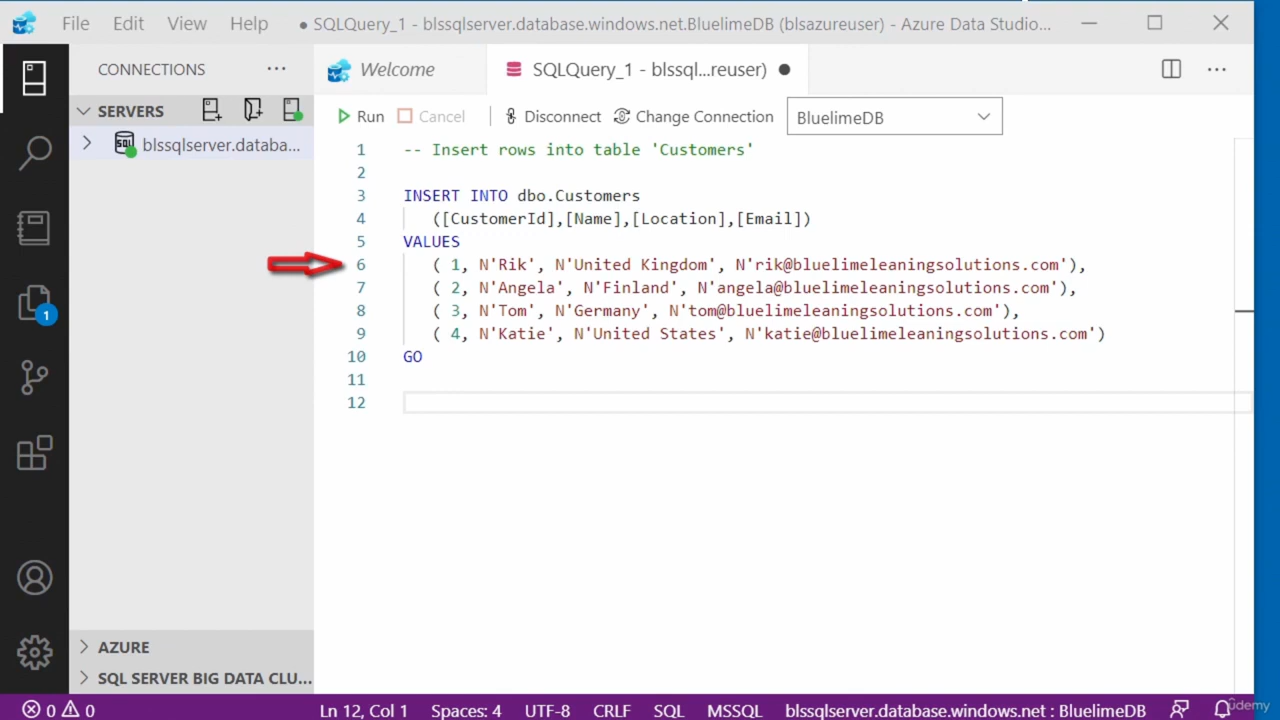 File Edit View Help ● SQLQuery_1 - blssqlserver.database.windows.net.BluelimeDB (blsazureuser) - Azure Data Studio...
CONNECTIONS ...
Welcome
SQLQuery_1 - blssql...reuser) ●
SERVERS
blssqlserver.databa...
Run Cancel Disconnect Change Connection BluelimeDB
1 -- Insert rows into table 'Customers'
2
3 INSERT INTO dbo.Customers
4 ([CustomerId],[Name],[Location],[Email])
5 VALUES
6 ( 1, N'Rik', N'United Kingdom', N'rik@bluelimeleaningsolutions.com'),
7 ( 2, N'Angela', N'Finland', N'angela@bluelimeleaningsolutions.com'),
8 ( 3, N'Tom', N'Germany', N'tom@bluelimeleaningsolutions.com'),
9 ( 4, N'Katie', N'United States', N'katie@bluelimeleaningsolutions.com')
10 GO
11
12
1
AZURE
SQL SERVER BIG DATA CLU...
0 0 Ln 12, Col 1 Spaces: 4 UTF-8 CRLF SQL MSSQL blssqlserver.database.windows.net : BluelimeDB
udemy